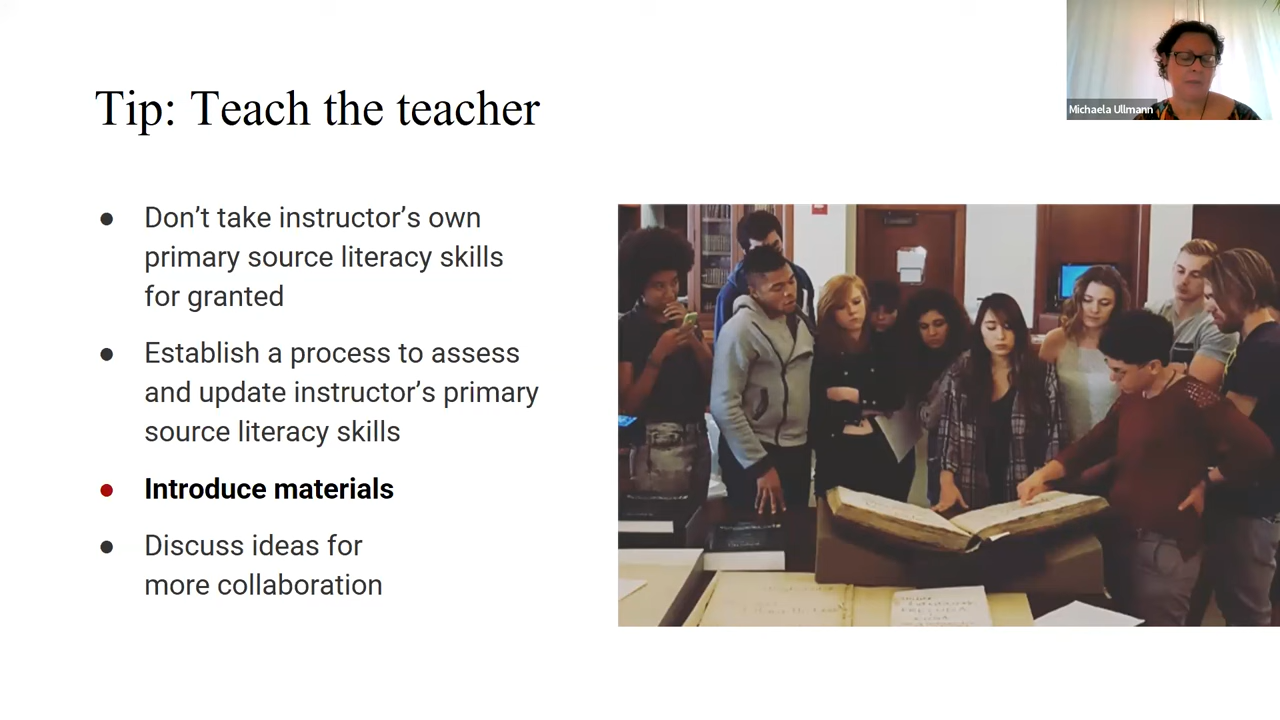 Tip: Teach the teacher
Michaela Ullmann
● Don’t take instructor’s own
primary source literacy skills
for granted
● Establish a process to assess
and update instructor’s primary
source literacy skills
● Introduce materials
● Discuss ideas for
more collaboration